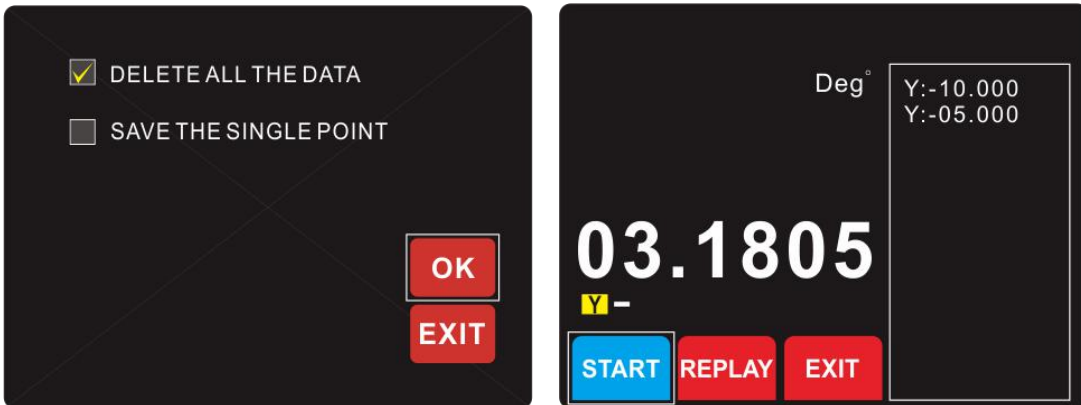 DELETE ALL THE DATA
SAVE THE SINGLE POINT
OK
EXIT
Deg°
03.1805
Y -
START REPLAY EXIT
Y:-10.000
Y:-05.000